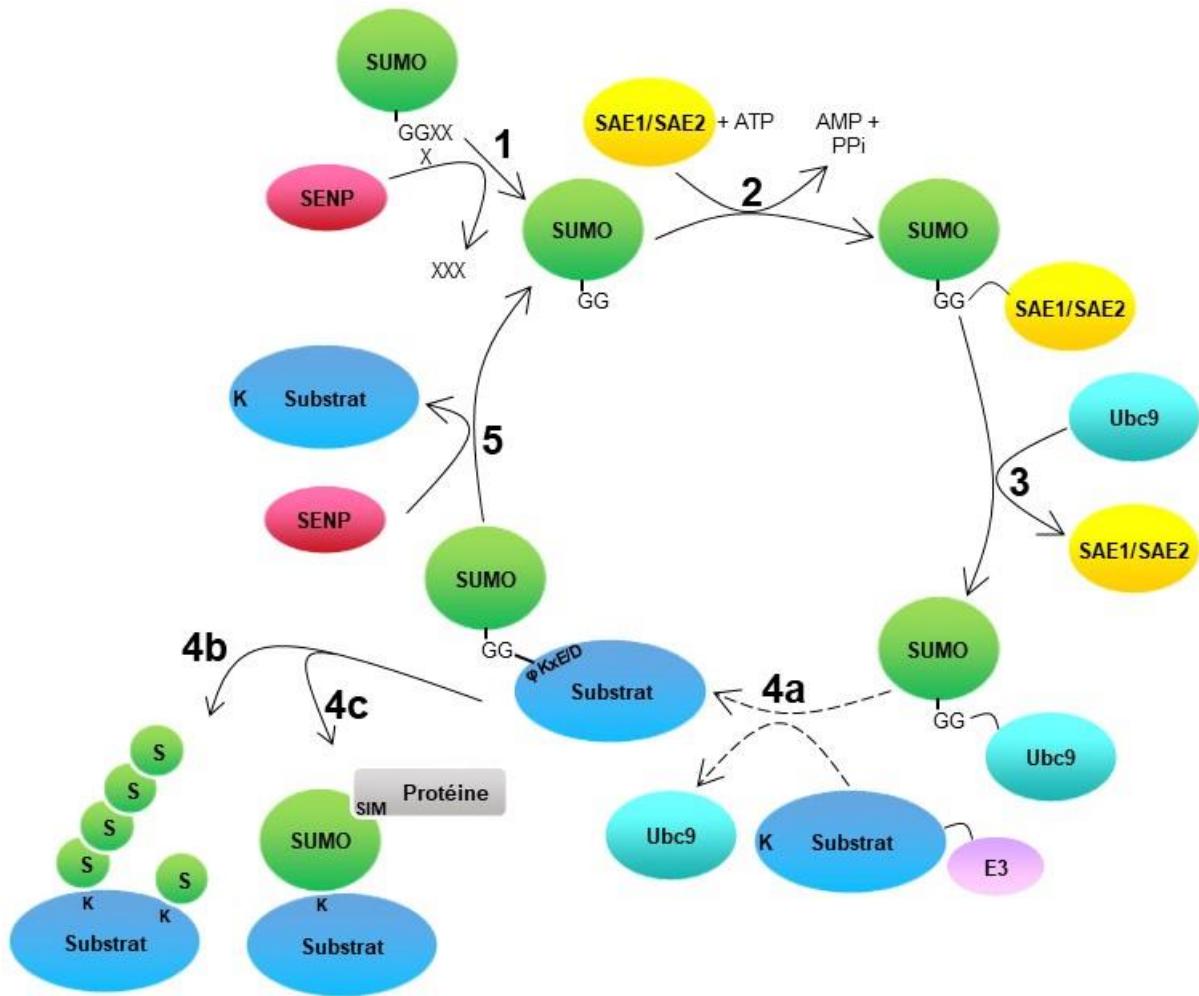 SUMO
GGXX
X
1
SENP
XXX
SUMO
GG
SAE1/SAE2 + ATP
AMP +
PPi
2
SUMO
GG
SAE1/SAE2
Ubc9
3
SAE1/SAE2
SUMO
GG
Ubc9
4a
Ubc9
K Substrat
E3
K Substrat
5
SENP
SUMO
GG
φKxE/D
Substrat
4b
4c
S
S
S
S
S
K
K
Substrat
Protéine
SIM
SUMO
K
Substrat